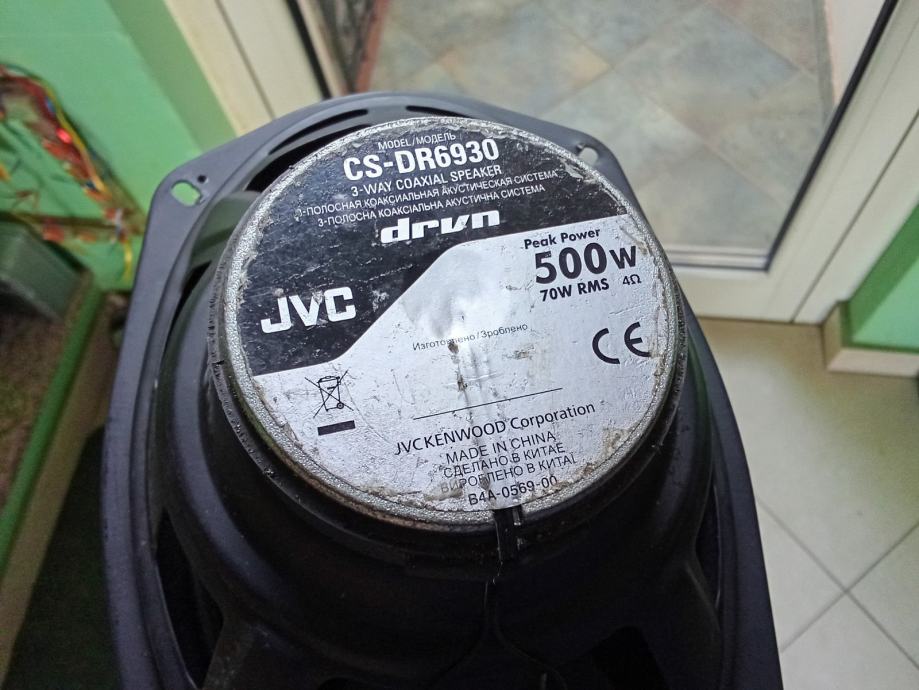 MODEL/МОДЕЛЬ
CS-DR6930
3-WAY COAXIAL SPEAKER
3-ПОЛОСНАЯ КОАКСИАЛЬНАЯ АКУСТИЧЕСКАЯ СИСТЕМА
3-ПОЛОСНА КОАКСІАЛЬНА АКУСТИЧНА СИСТЕМА
drvn
Peak Power
500W
70W RMS 4Ω
JVC
Изготовлено/Зроблено
CE
JVCKENWOOD Corporation
MADE IN CHINA
СДЕЛАНО В КИТАЕ
ВИРОБЛЕНО В КИТАЇ
B4A-0569-00